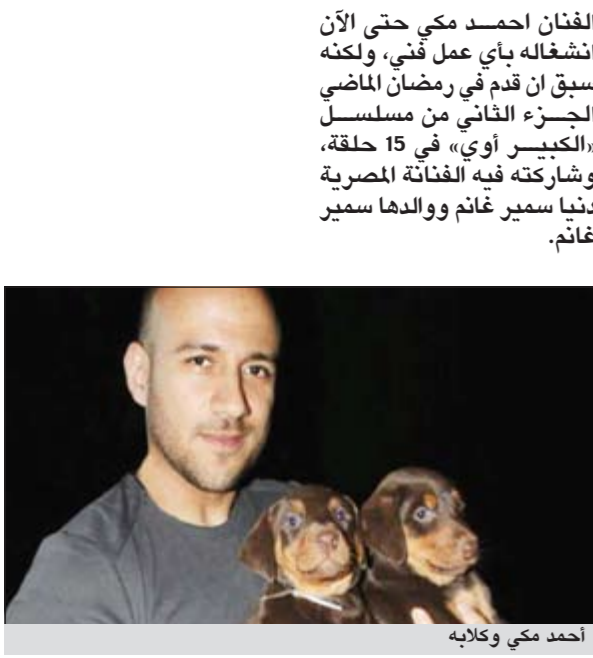 الفنان احمـــد مكي حتى الآن
انشغاله بأي عمل فني، ولكنه
سبق ان قدم في رمضان الماضي
الجـــزء الثاني من مسلســـل
«الكبيـــر أوي» في 15 حلقة،
وشاركته فيه الفنانة المصرية
دنيا سمير غانم ووالدها سمير
غانم.
أحمد مكي وكلابه